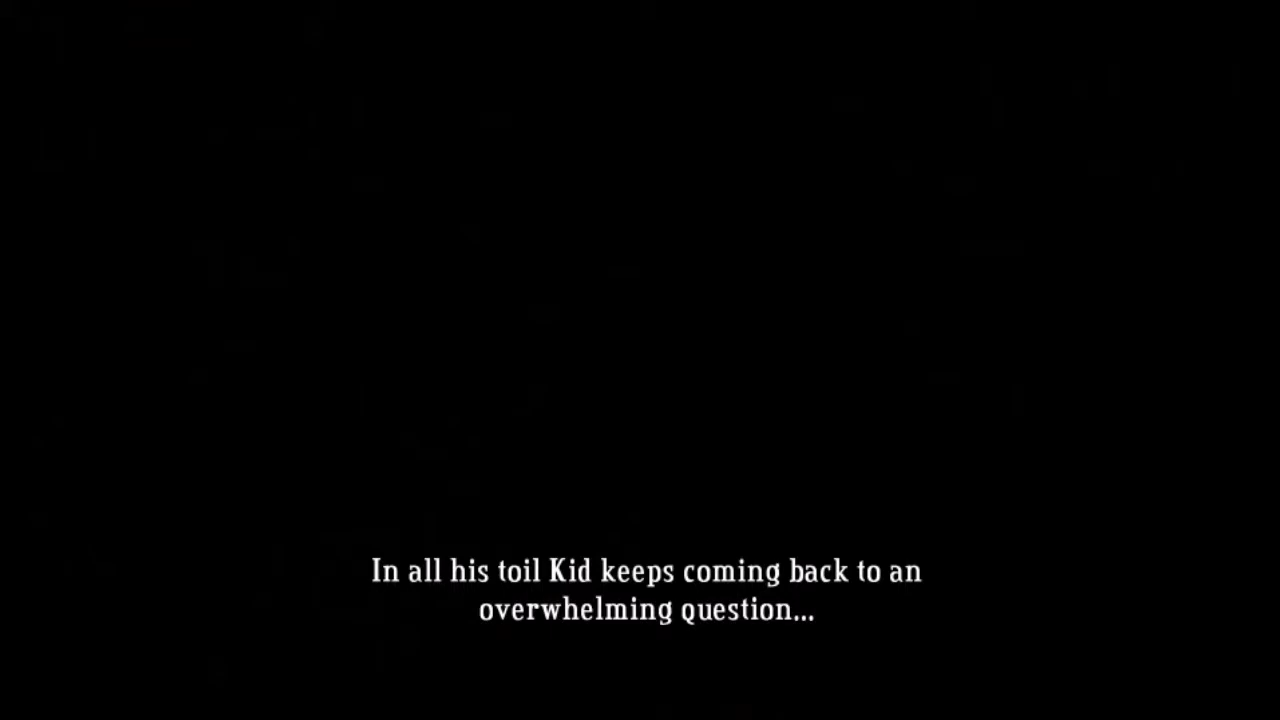 In all his toil Kid keeps coming back to an
overwhelming question...